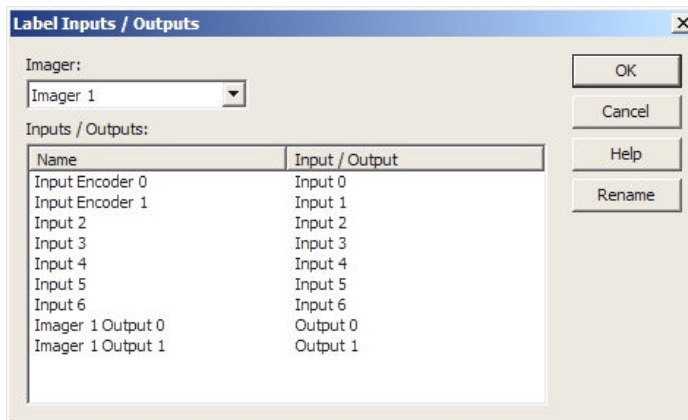 Label Inputs / Outputs
Imager:
Imager 1
Inputs / Outputs:
Name Input / Output
Input Encoder 0 Input 0
Input Encoder 1 Input 1
Input 2 Input 2
Input 3 Input 3
Input 4 Input 4
Input 5 Input 5
Input 6 Input 6
Imager 1 Output 0 Output 0
Imager 1 Output 1 Output 1
OK
Cancel
Help
Rename